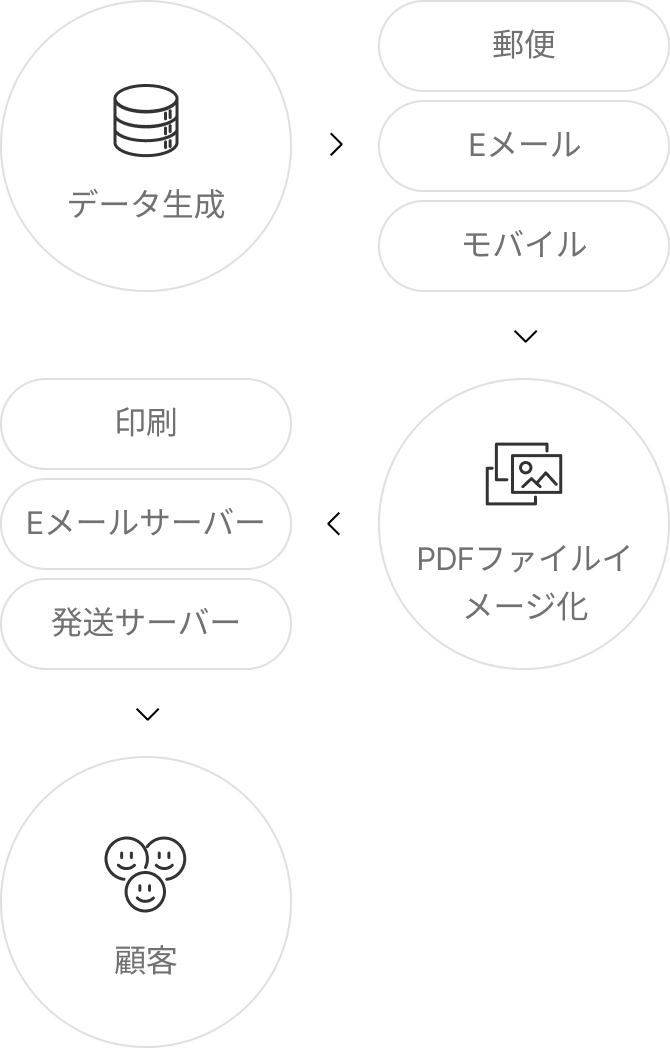 データ生成
郵便
Eメール
モバイル
PDFファイルイ
メージ化
印刷
Eメールサーバー
発送サーバー
顧客